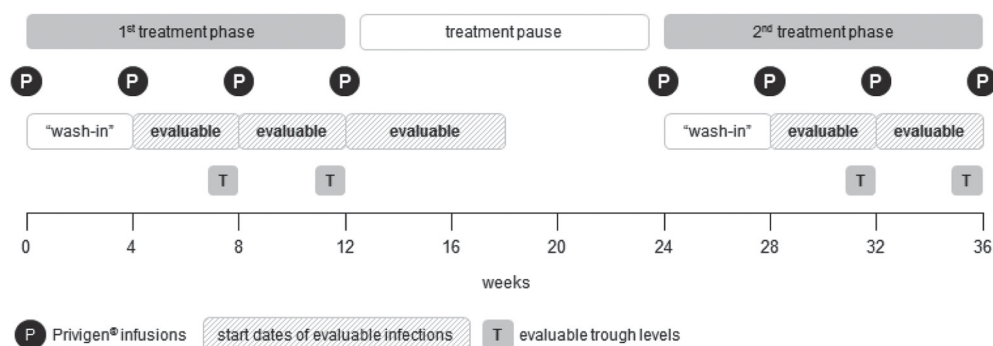 1st treatment phase treatment pause 2nd treatment phase
P P P P P P P P
“wash-in” evaluable evaluable evaluable “wash-in” evaluable evaluable
T T T T
0 4 8 12 16 20 24 28 32 36
weeks
P Privigen® infusions start dates of evaluable infections T evaluable trough levels